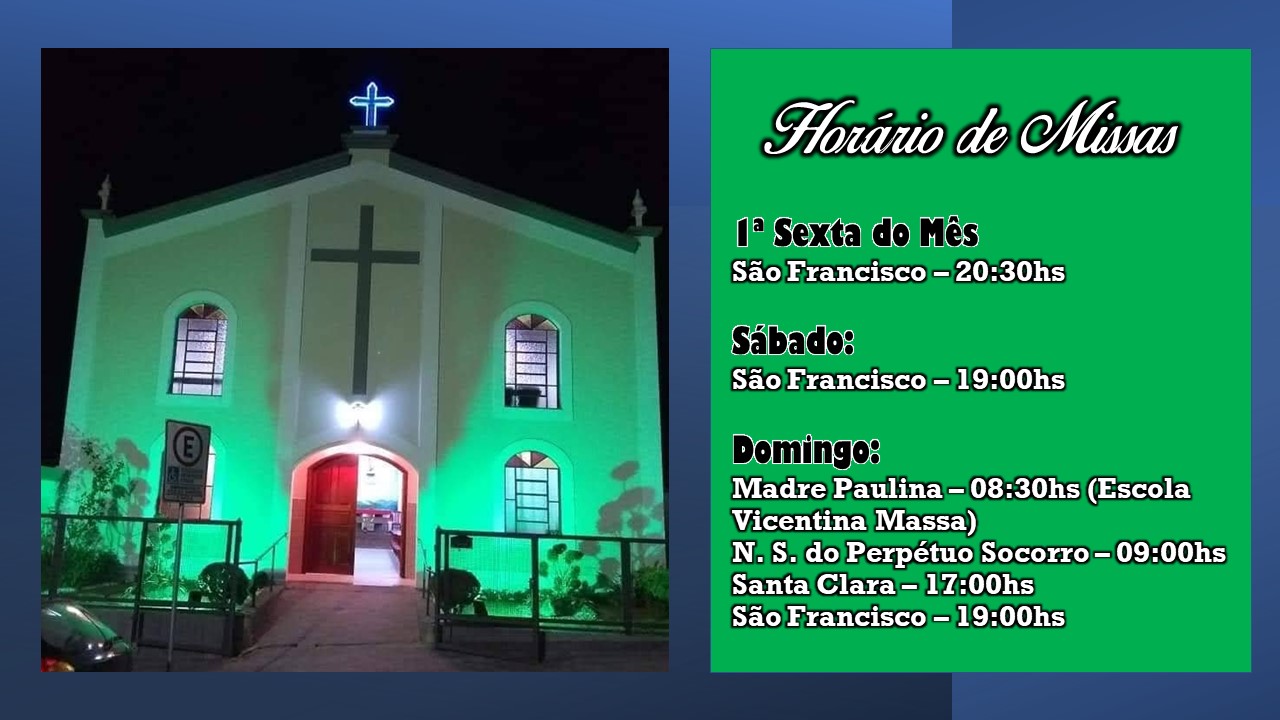 Horário de Missas
1ª Sexta do Mês
São Francisco – 20:30hs
Sábado:
São Francisco – 19:00hs
Domingo:
Madre Paulina – 08:30hs (Escola
Vicentina Massa)
N. S. do Perpétuo Socorro – 09:00hs
Santa Clara – 17:00hs
São Francisco – 19:00hs
E